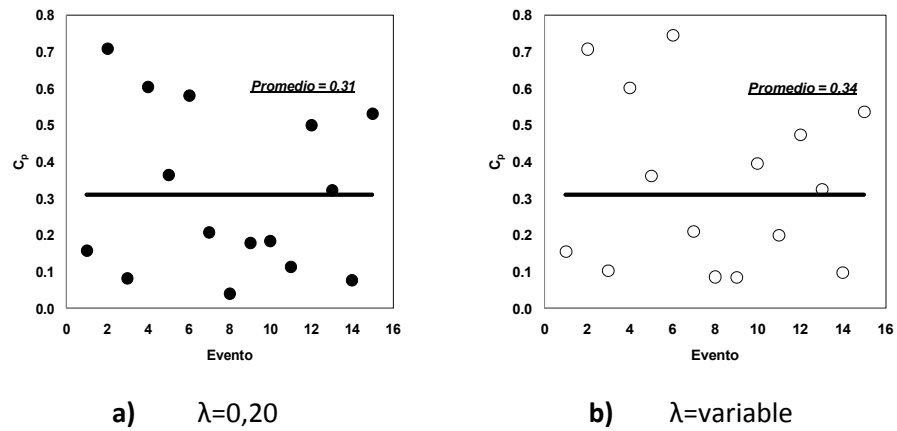 0.8
0.7
0.6
0.5
0.4
0.3
0.2
0.1
0.0
Cp
Promedio = 0.31
0 2 4 6 8 10 12 14 16
Evento
a) λ=0,20
0.8
0.7
0.6
0.5
0.4
0.3
0.2
0.1
0.0
Cp
Promedio = 0.34
0 2 4 6 8 10 12 14 16
Evento
b) λ=variable